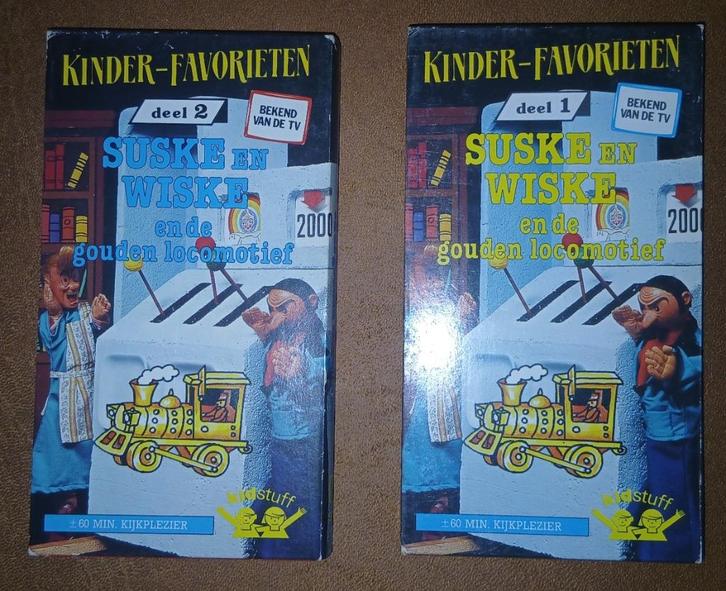 KINDER-FAVORIETEN
deel 2
BEKEND
VAN DE TV
SUSKE EN
WISKE
en de
gouden locomotief
2000
±60 MIN. KIJKPLEZIER
kidstuff
KINDER-FAVORIETEN
deel 1
BEKEND
VAN DE TV
SUSKE EN
WISKE
en de
gouden locomotief
200
±60 MIN. KIJKPLEZIER
kidstuff